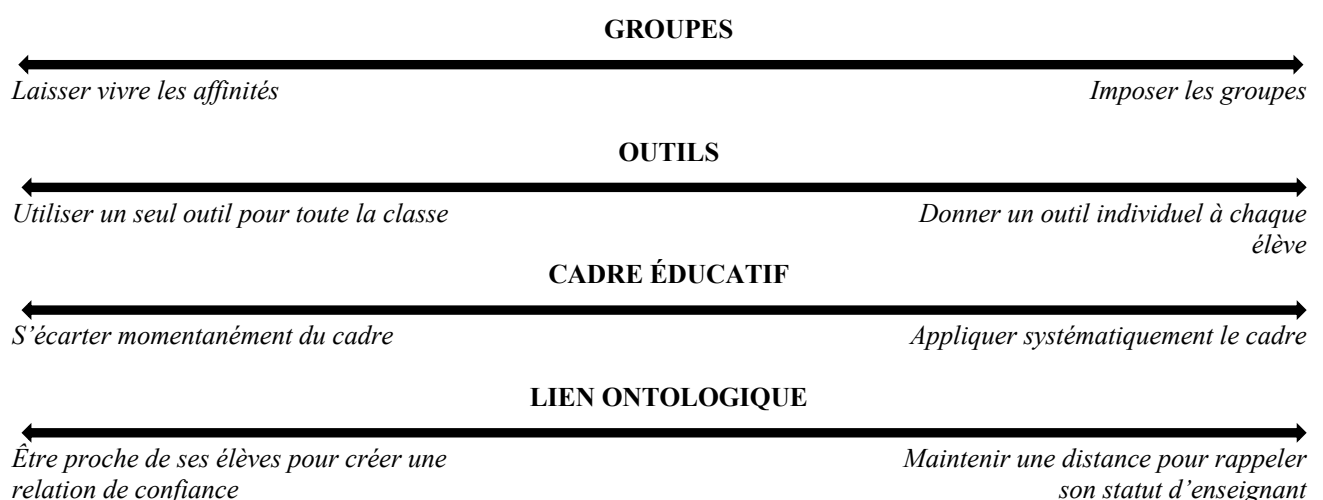 GROUPES
Laisser vivre les affinités
Imposer les groupes
OUTILS
Utiliser un seul outil pour toute la classe
Donner un outil individuel à chaque
élève
CADRE ÉDUCATIF
S’écarter momentanément du cadre
Appliquer systématiquement le cadre
LIEN ONTOLOGIQUE
Être proche de ses élèves pour créer une
relation de confiance
Maintenir une distance pour rappeler
son statut d’enseignant